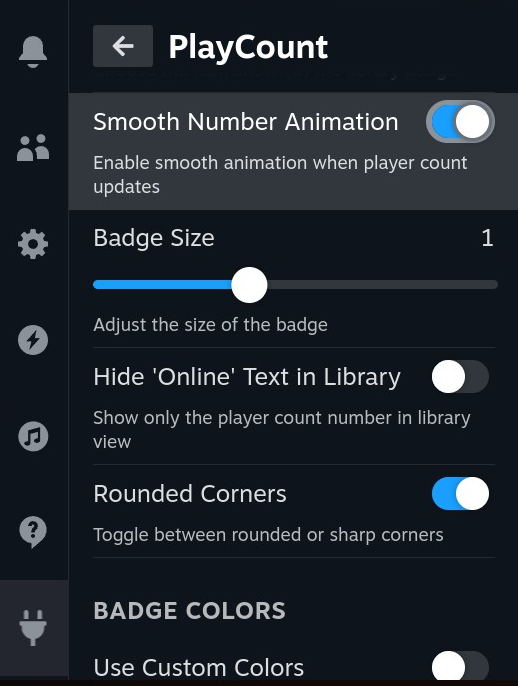 PlayCount
Smooth Number Animation
Enable smooth animation when player count
updates
Badge Size 1
Adjust the size of the badge
Hide 'Online' Text in Library
Show only the player count number in library
view
Rounded Corners
Toggle between rounded or sharp corners
BADGE COLORS
Use Custom Colors